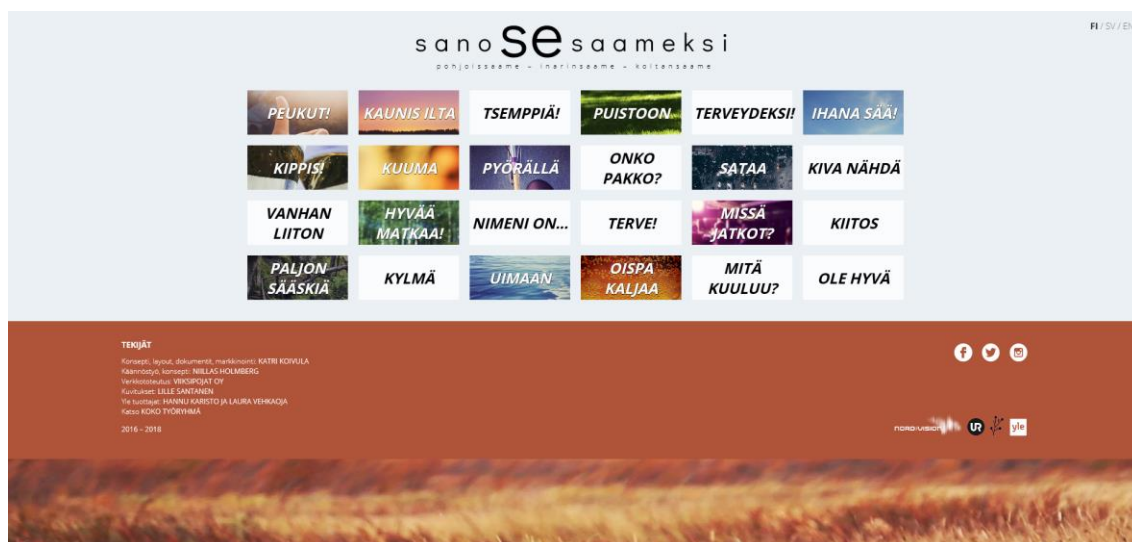 FI / SV / EN
sano SE saameksi
pohjoissaame – inarinsaame – koltansaame
PEUKUT! KAUNIS ILTA TSEMPPIÄ! PUISTOON TERVEYDEKSI! IHANA SÄÄ!
KIPPIS! KUUMA PYÖRÄLLÄ ONKO PAKKO? SATAA KIVA NÄHDÄ
VANHAN LIITON HYVÄÄ MATKAA! NIMENI ON... TERVE! MISSÄ JATKOT? KIITOS
PALJON SÄÄSKIÄ KYLMÄ UIMAAN OISPA KALJAA MITÄ KUULUU? OLE HYVÄ
TEKIJÄT
Konsepti, layout, dokumentit, markkinointi: KATRI KOIVULA
Käännöstyö, konsepti: NIILLAS HOLMBERG
Verkkototeutus: VIIKSIPOJAT OY
Kuvitukset: LILLE SANTANEN
Yle tuottajat: HANNU KARISTO JA LAURA VEHKAOJA
Katso KOKO TYÖRYHMÄ
2016 – 2018
NORDVISION UR yle